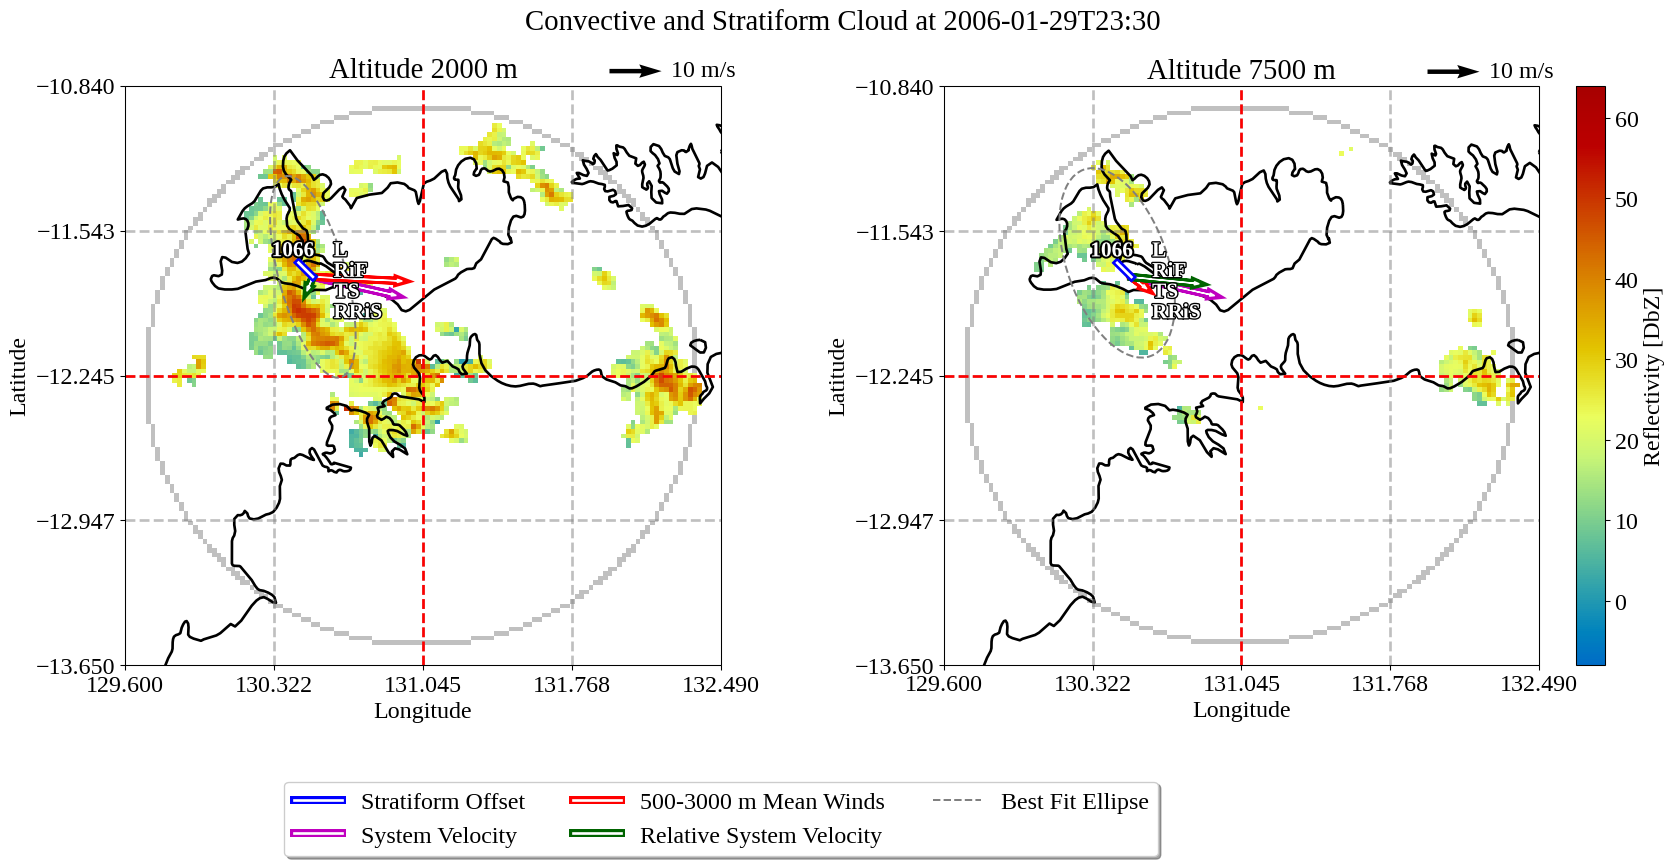 Convective and Stratiform Cloud at 2006-01-29T23:30
Altitude 2000 m
10 m/s
−10.840
−11.543
−12.245
−12.947
−13.650
Latitude
1066
L
RiF
TS
RRiS
129.600
130.322
131.045
131.768
132.490
Longitude
Altitude 7500 m
10 m/s
−10.840
−11.543
−12.245
−12.947
−13.650
Latitude
1066
L
RiF
TS
RRiS
129.600
130.322
131.045
131.768
132.490
Longitude
60
50
40
30
20
10
0
Reflectivity [DbZ]
Stratiform Offset
System Velocity
500-3000 m Mean Winds
Relative System Velocity
Best Fit Ellipse